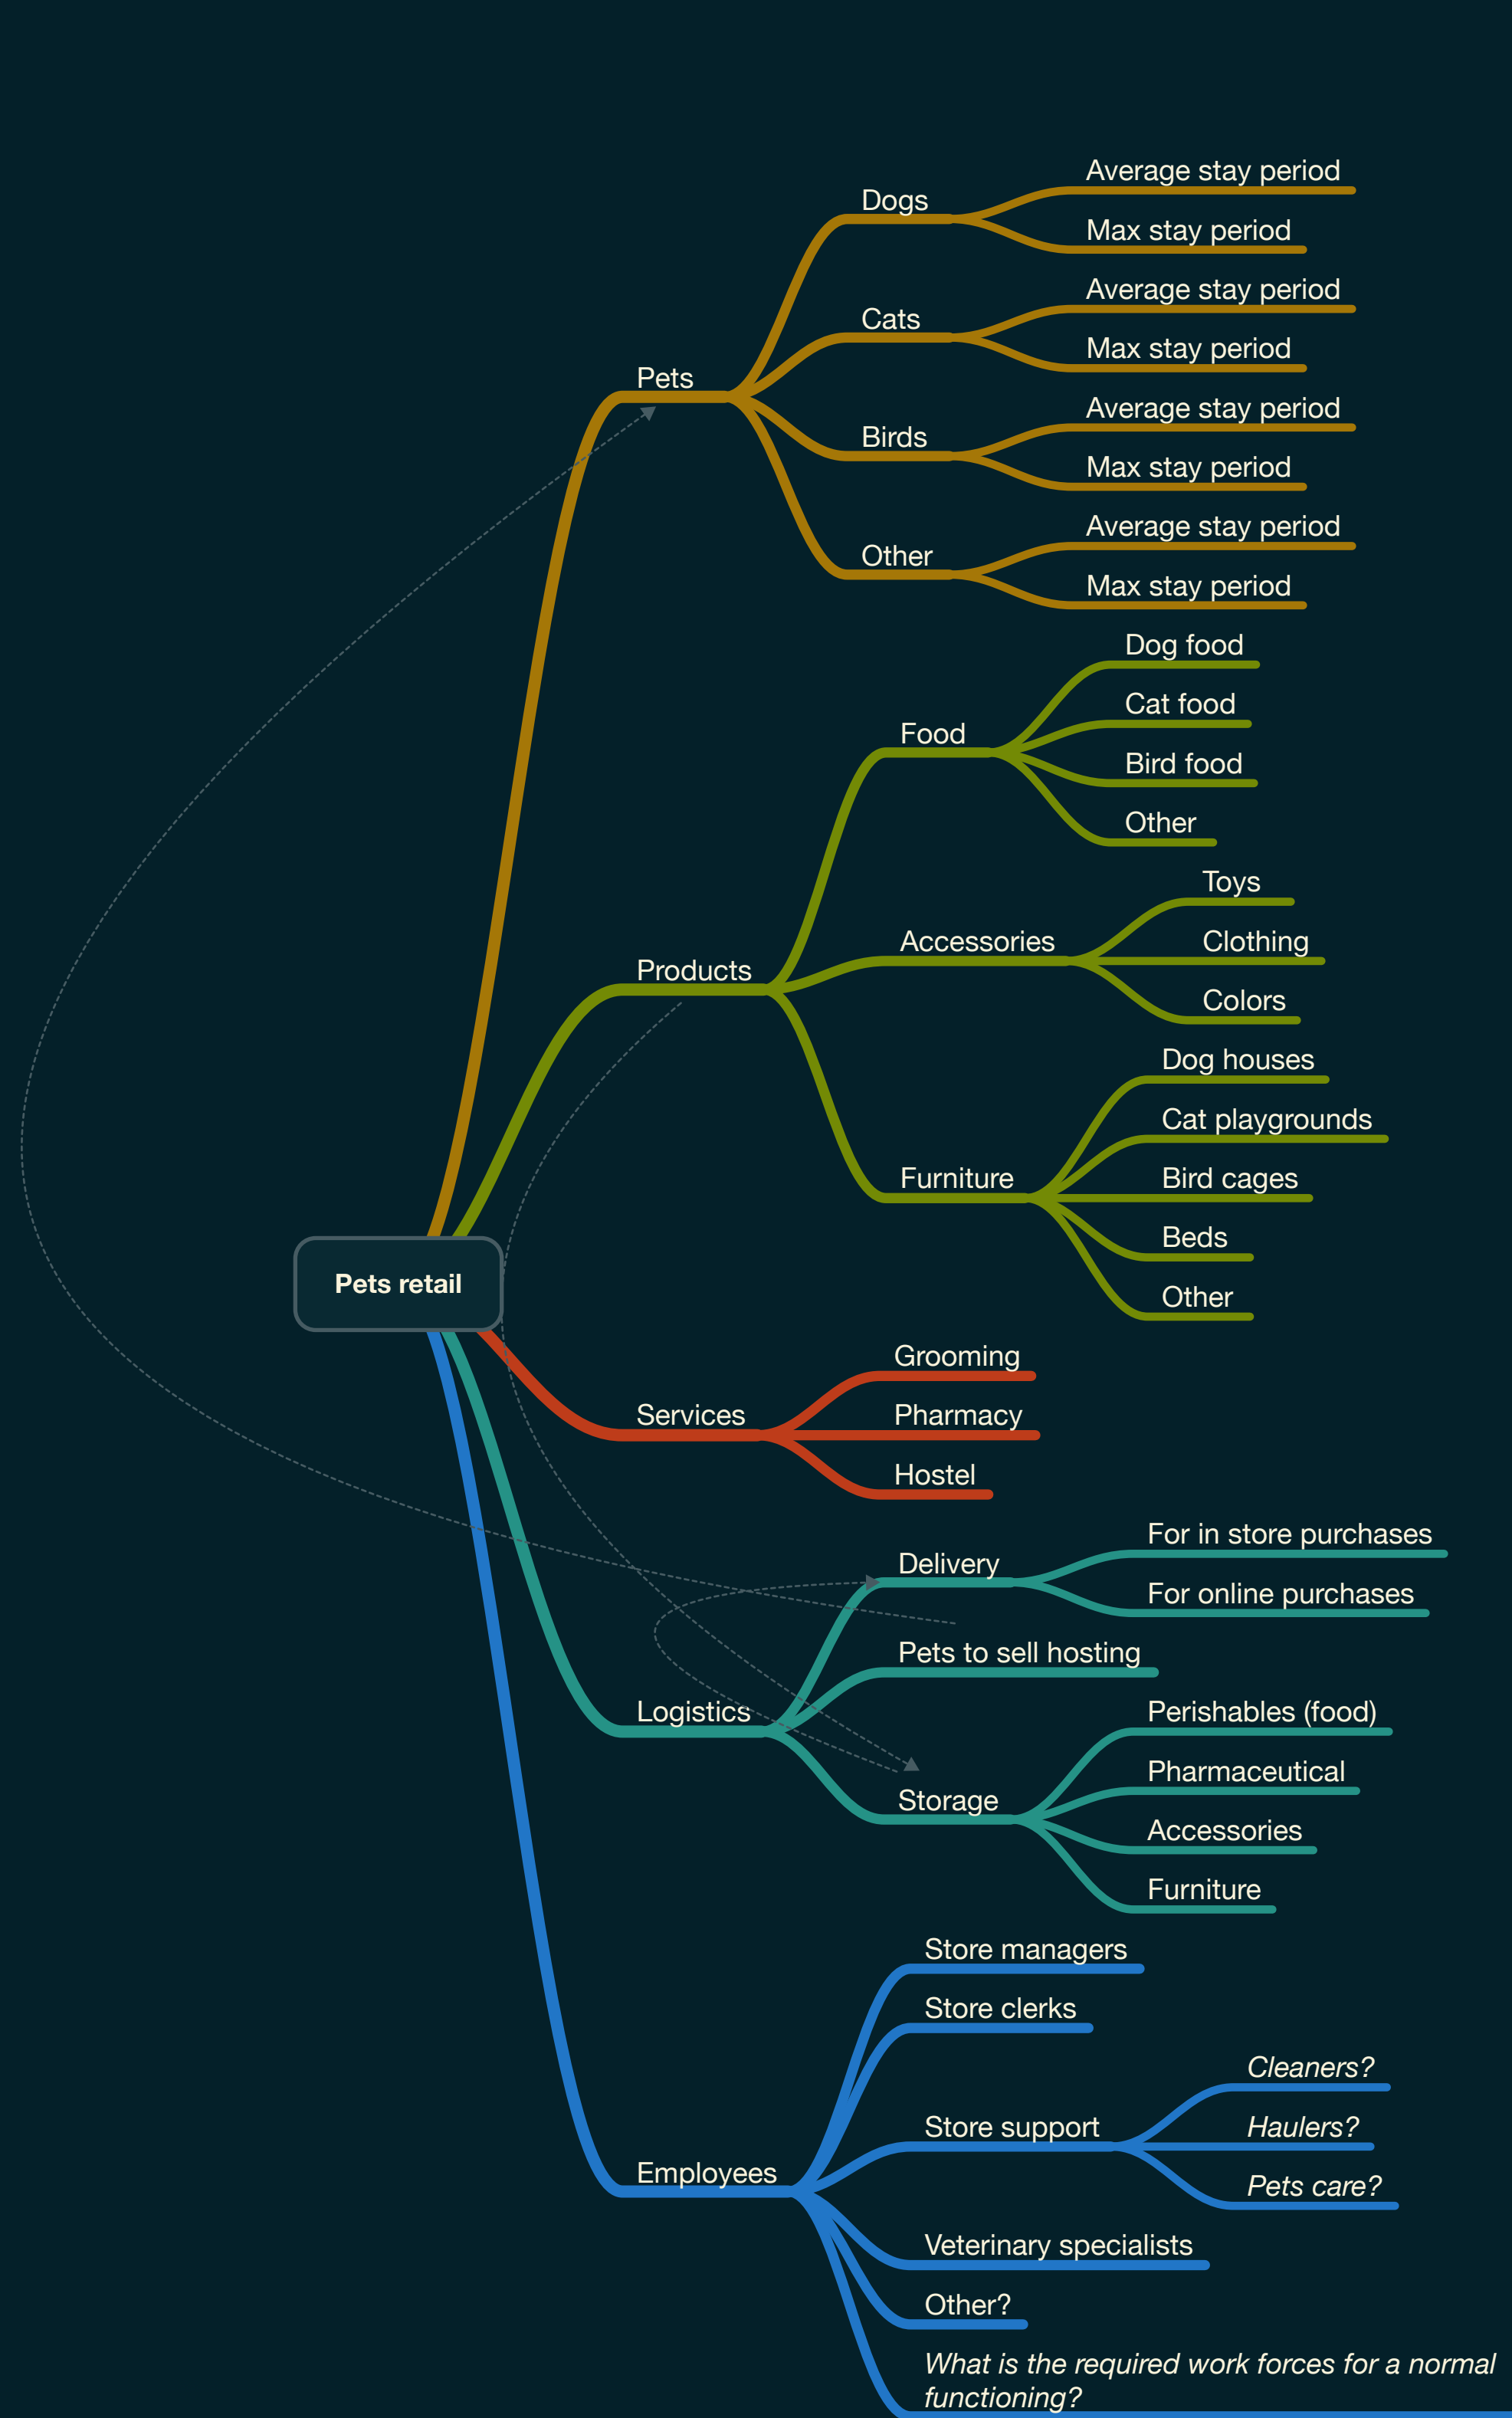 Average stay period
Dogs
Max stay period
Average stay period
Cats
Max stay period
Pets
Average stay period
Birds
Max stay period
Average stay period
Other
Max stay period
Dog food
Cat food
Food
Bird food
Other
Toys
Accessories
Clothing
Products
Colors
Dog houses
Cat playgrounds
Furniture
Bird cages
Beds
Pets retail
Other
Grooming
Services
Pharmacy
Hostel
For in store purchases
Delivery
For online purchases
Pets to sell hosting
Logistics
Perishables (food)
Pharmaceutical
Storage
Accessories
Furniture
Store managers
Store clerks
Cleaners?
Store support
Haulers?
Employees
Pets care?
Veterinary specialists
Other?
What is the required work forces for a normal
functioning?